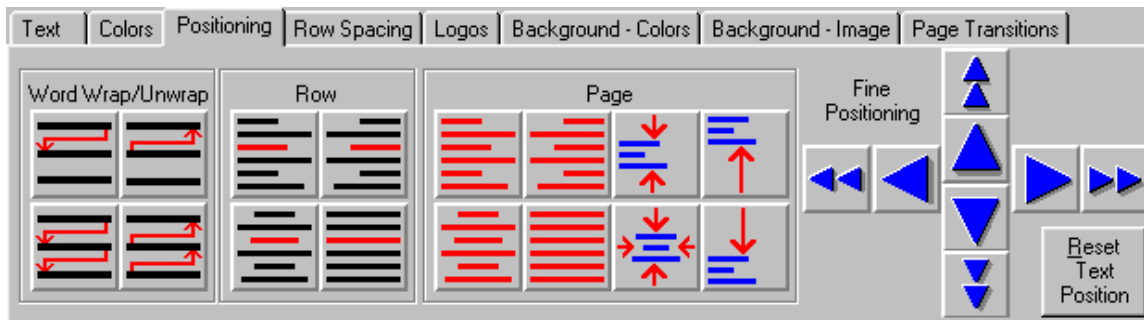 Text Colors Positioning Row Spacing Logos Background - Colors Background - Image Page Transitions
Word Wrap/Unwrap Row Page
Fine
Positioning
Reset
Text
Position